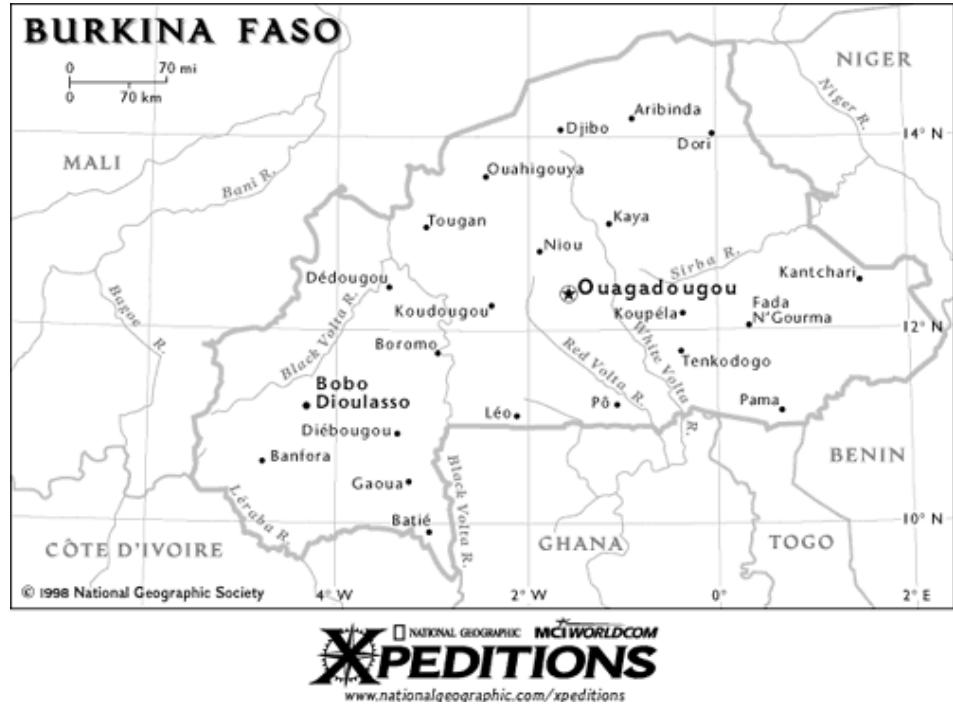 BURKINA FASO
0 70 mi
0 70 km
NIGER
Niger R.
Aribinda
Djibo
Dori
14° N
MALI
Bani R.
Ouahigouya
Tougan
Kaya
Niou
Sirba R.
Kantchari
Dédougou
Ouagadougou
Bagoe R.
Koudougou
Koupéla
Fada
N'Gourma
12° N
Black Volta R.
Boromo
Red Volta R.
White Volta R.
Tenkodogo
Bobo
Dioulasso
Léo
Pô
Pama
Diébougou
Banfora
BENIN
Black Volta R.
Gaoua
Léraba R.
Batié
10° N
CÔTE D'IVOIRE
GHANA
TOGO
© 1998 National Geographic Society
4° W
2° W
0°
2° E
NATIONAL GEOGRAPHIC MCI WORLDCOM
XPEDITIONS
www.nationalgeographic.com/xpeditions